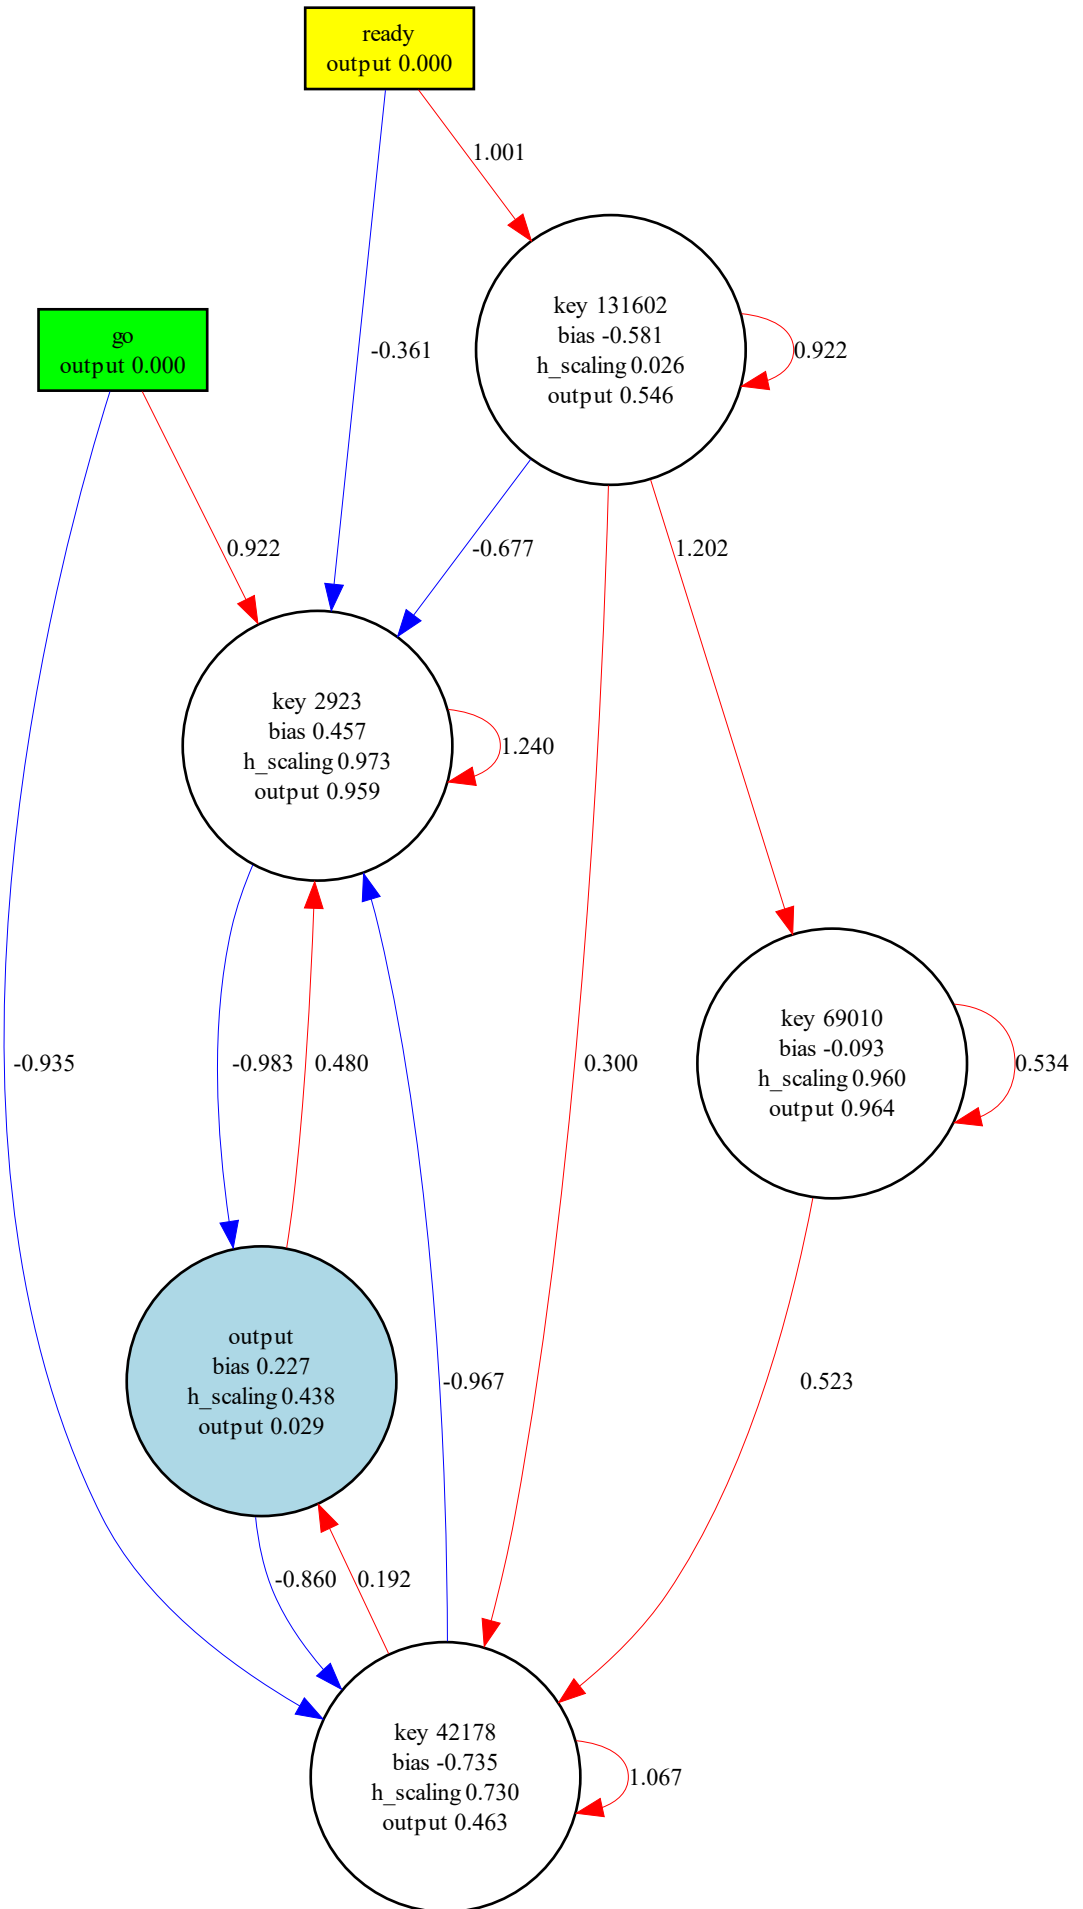 ready
output 0.000
1.001
key 131602
bias -0.581
h_scaling 0.026
output 0.546
0.922
go
output 0.000
-0.361
0.922
-0.677
1.202
key 2923
bias 0.457
h_scaling 0.973
output 0.959
1.240
key 69010
bias -0.093
h_scaling 0.960
output 0.964
0.534
-0.935
-0.983
0.480
0.300
output
bias 0.227
h_scaling 0.438
output 0.029
-0.967
0.523
-0.860
0.192
key 42178
bias -0.735
h_scaling 0.730
output 0.463
1.067